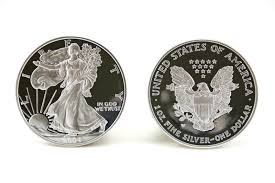 LIBERTY
IN GOD
WE TRUST
UNITED STATES OF AMERICA
1 OZ. FINE SILVER~ONE DOLLAR